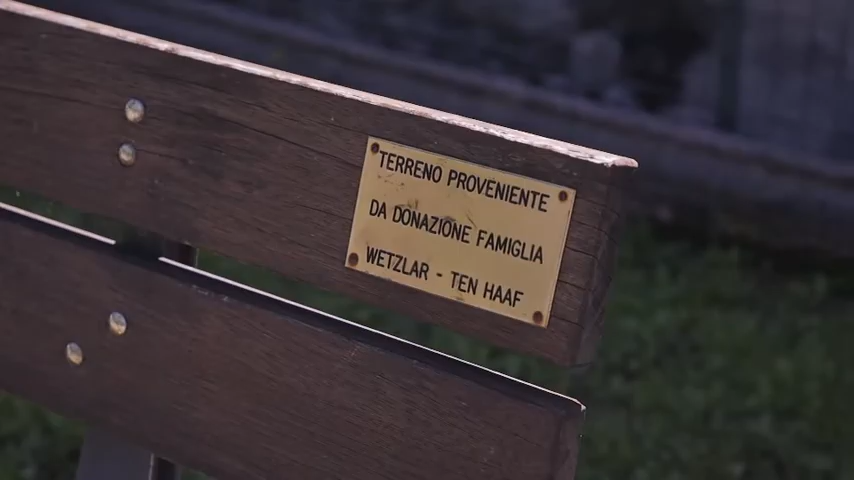 TERRENO PROVENIENTE
DA DONAZIONE FAMIGLIA
WETZLAR - TEN HAAF